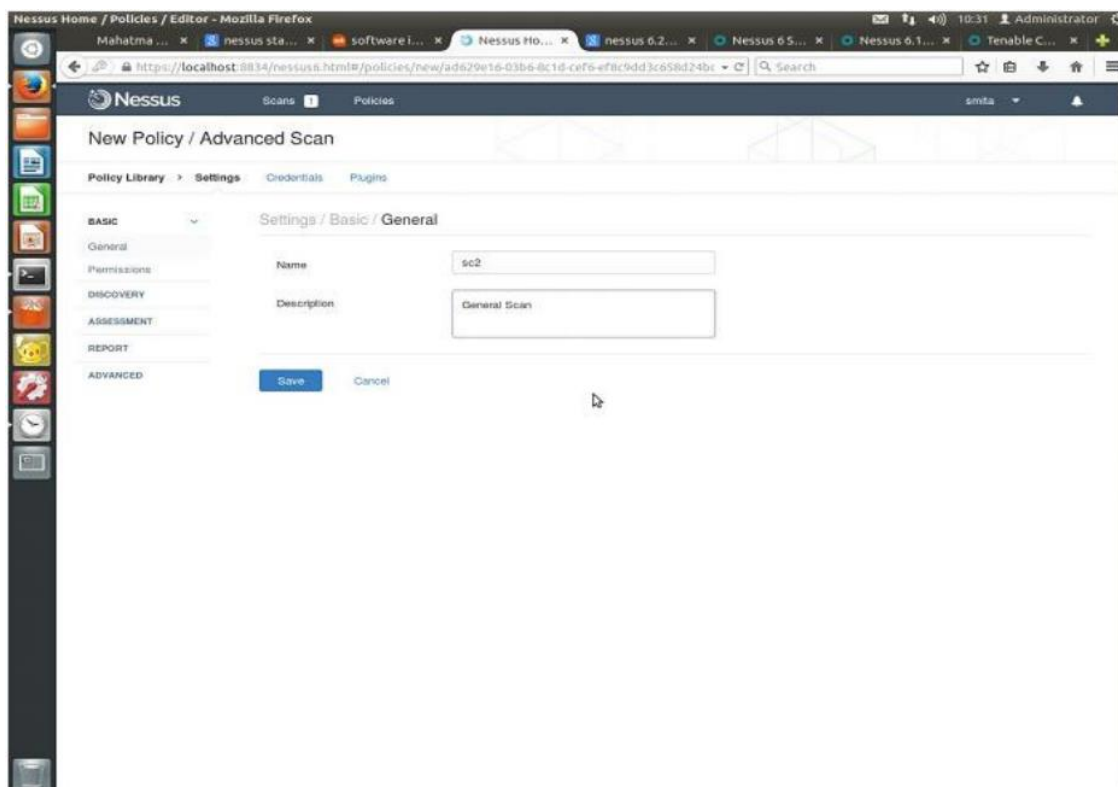 Nessus Home / Policies / Editor - Mozilla Firefox 10:31 Administrator
Mahatma ... nessus sta... software i... Nessus Ho... nessus 6.2... Nessus 6 S... Nessus 6.1... Tenable C...
https://localhost:8834/nessus6.html#/policies/new/ad629e16-03b6-8c1d-cef6-ef8c9dd3c658d24bc Search
Nessus Scans 1 Policies smita
New Policy / Advanced Scan
Policy Library > Settings Credentials Plugins
BASIC Settings / Basic / General
General
Name sc2
Permissions
DISCOVERY
Description General Scan
ASSESSMENT
REPORT
ADVANCED
Save Cancel